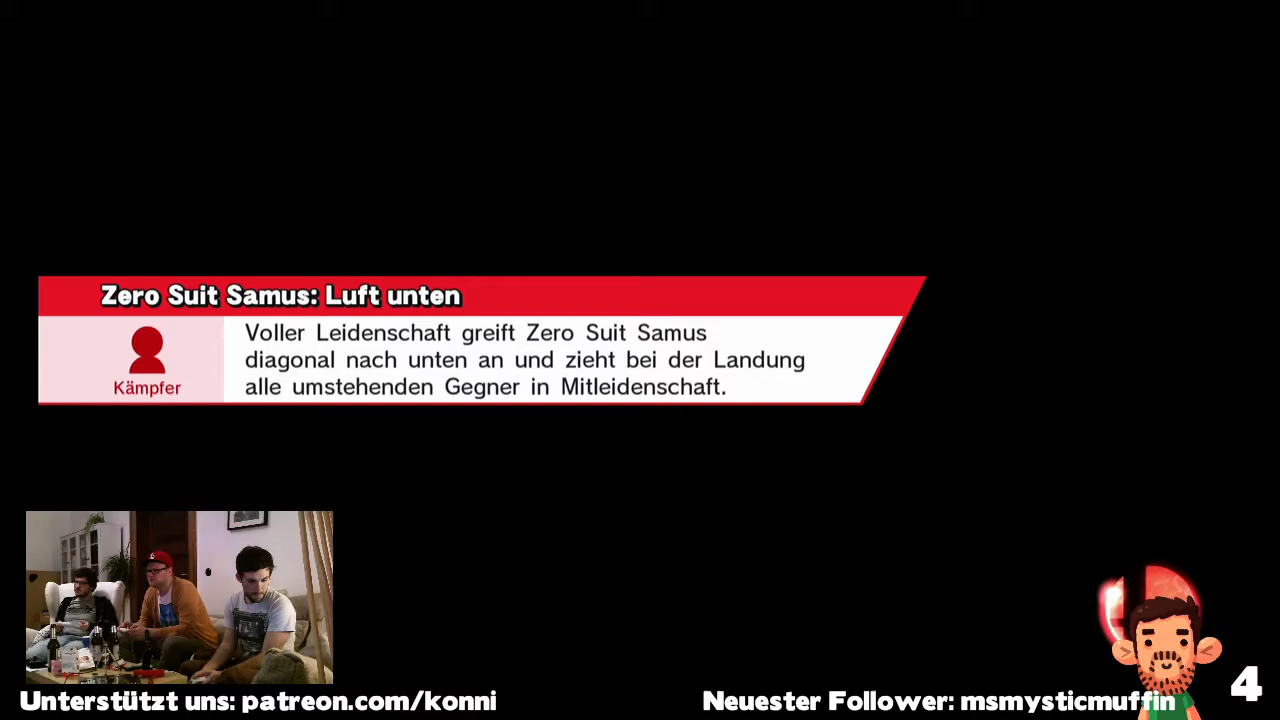 Zero Suit Samus: Luft unten
Voller Leidenschaft greift Zero Suit Samus
diagonal nach unten an und zieht bei der Landung
alle umstehenden Gegner in Mitleidenschaft.
Kämpfer
Unterstützt uns: patreon.com/konni
Neuester Follower: msmysticmuffin
4